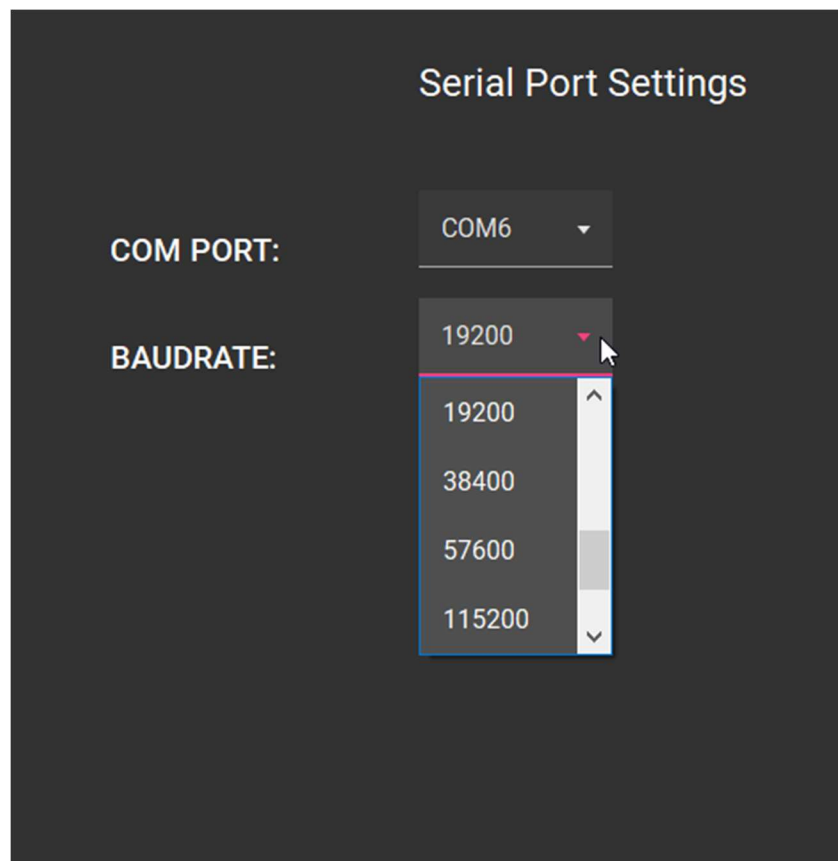 Serial Port Settings
COM PORT:
COM6
BAUDRATE:
19200
19200
38400
57600
115200